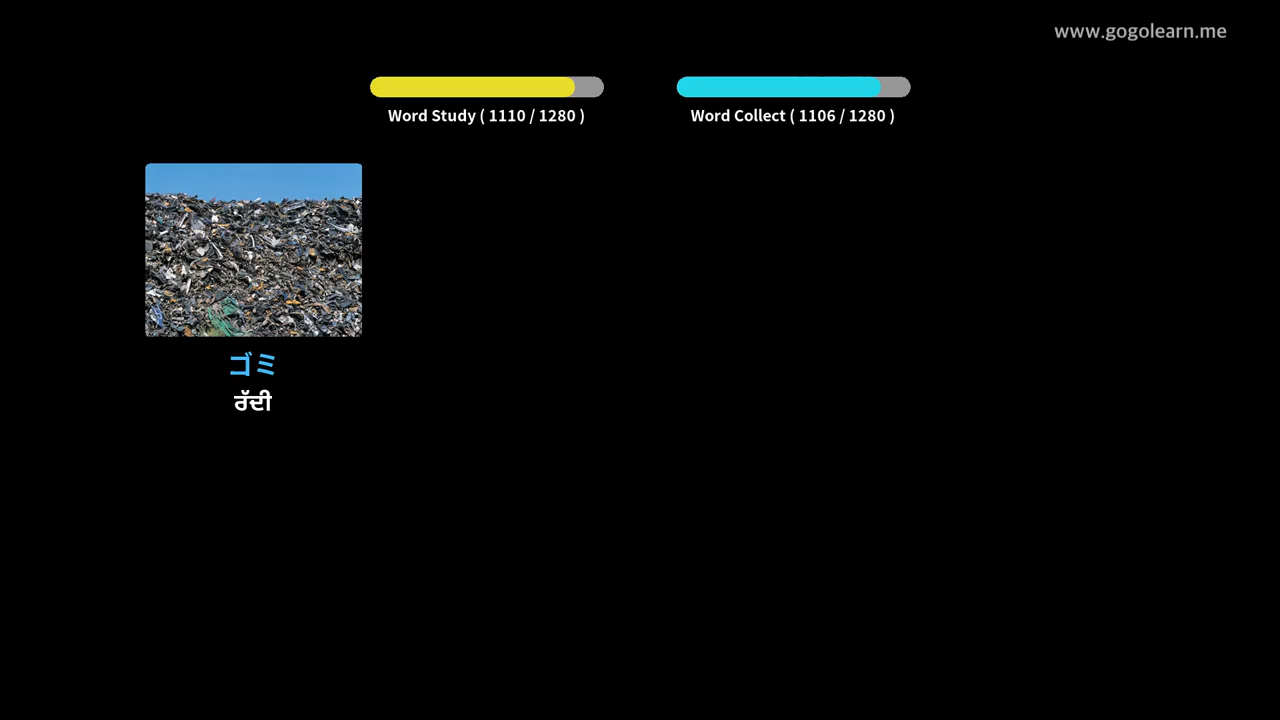 www.gogolearn.me
Word Study ( 1110 / 1280 )
Word Collect ( 1106 / 1280 )
ゴミ
ਰੱਦੀ